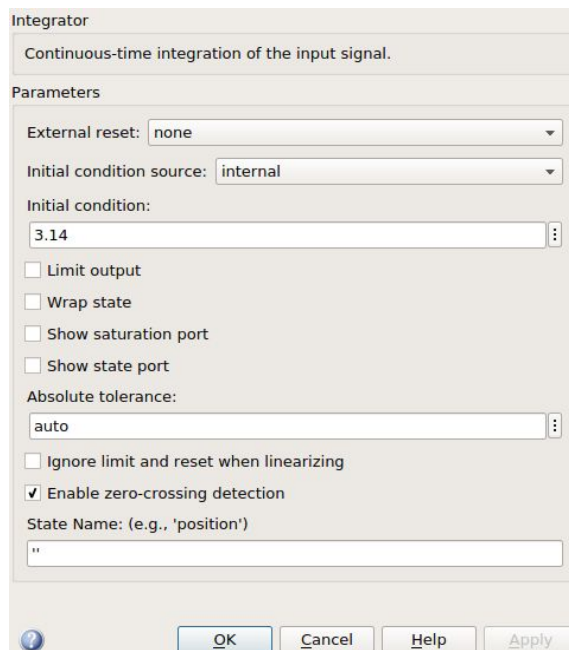 Integrator
Continuous-time integration of the input signal.
Parameters
External reset: none
Initial condition source: internal
Initial condition:
3.14
Limit output
Wrap state
Show saturation port
Show state port
Absolute tolerance:
auto
Ignore limit and reset when linearizing
Enable zero-crossing detection
State Name: (e.g., 'position')
''
OK Cancel Help Apply